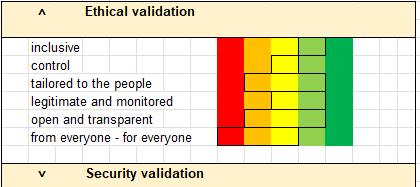 ^ Ethical validation
inclusive
control
tailored to the people
legitimate and monitored
open and transparent
from everyone - for everyone
v Security validation